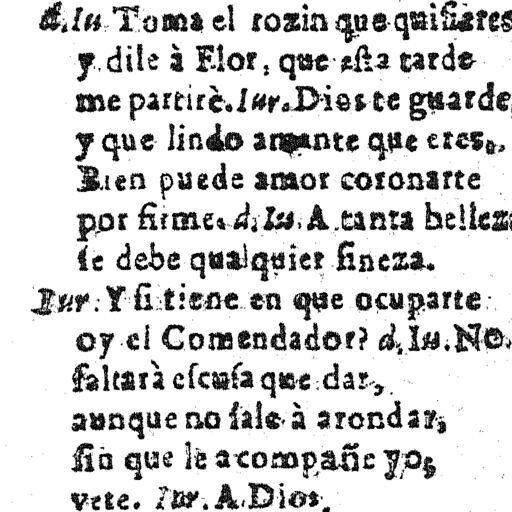 d.Iu Toma el rozin que quisieres
y dile à Flor, que esta tarde
me partirè. Iur. Dios te guarde,
y que lindo amante que eres.
Bien puede amor coronarte
por firme. d. Iu. A tanta belleza
se debe qualquier fineza.
Iur. Y si tiene en que ocuparte
oy el Comendador? d. Iu. No
faltarà escusa que dar,
aunque no sale à arondar,
sin que le acompañe yo,
vete. Iur. A Dios.